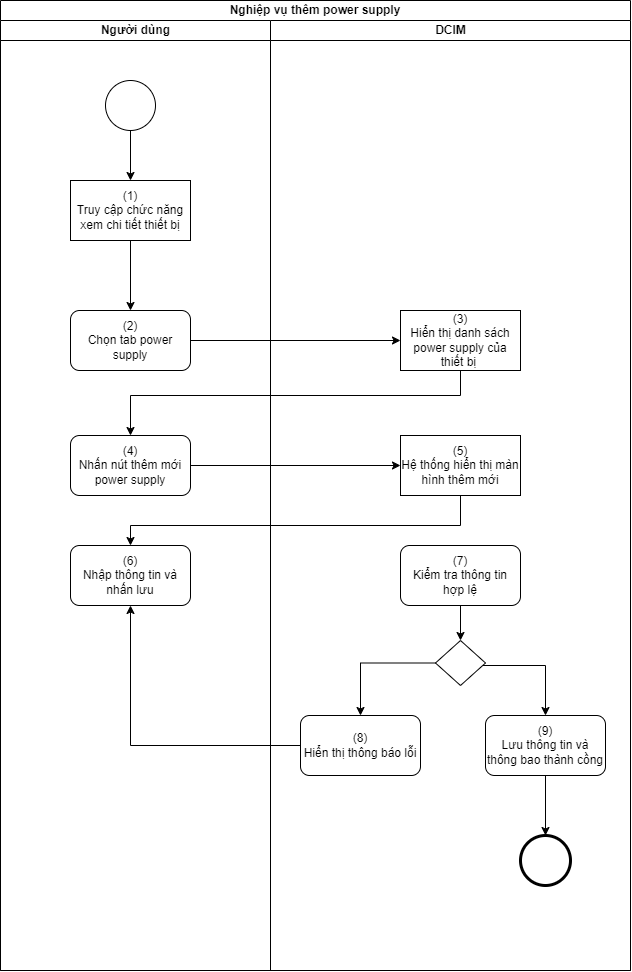 Nghiệp vụ thêm power supply
Người dùng
DCIM
(1)
Truy cập chức năng
xem chi tiết thiết bị
(2)
Chọn tab power
supply
(3)
Hiển thị danh sách
power supply của
thiết bị
(4)
Nhấn nút thêm mới
power supply
(5)
Hệ thống hiển thị màn
hình thêm mới
(6)
Nhập thông tin và
nhấn lưu
(7)
Kiểm tra thông tin
hợp lệ
(8)
Hiển thị thông báo lỗi
(9)
Lưu thông tin và
thông bao thành cồng